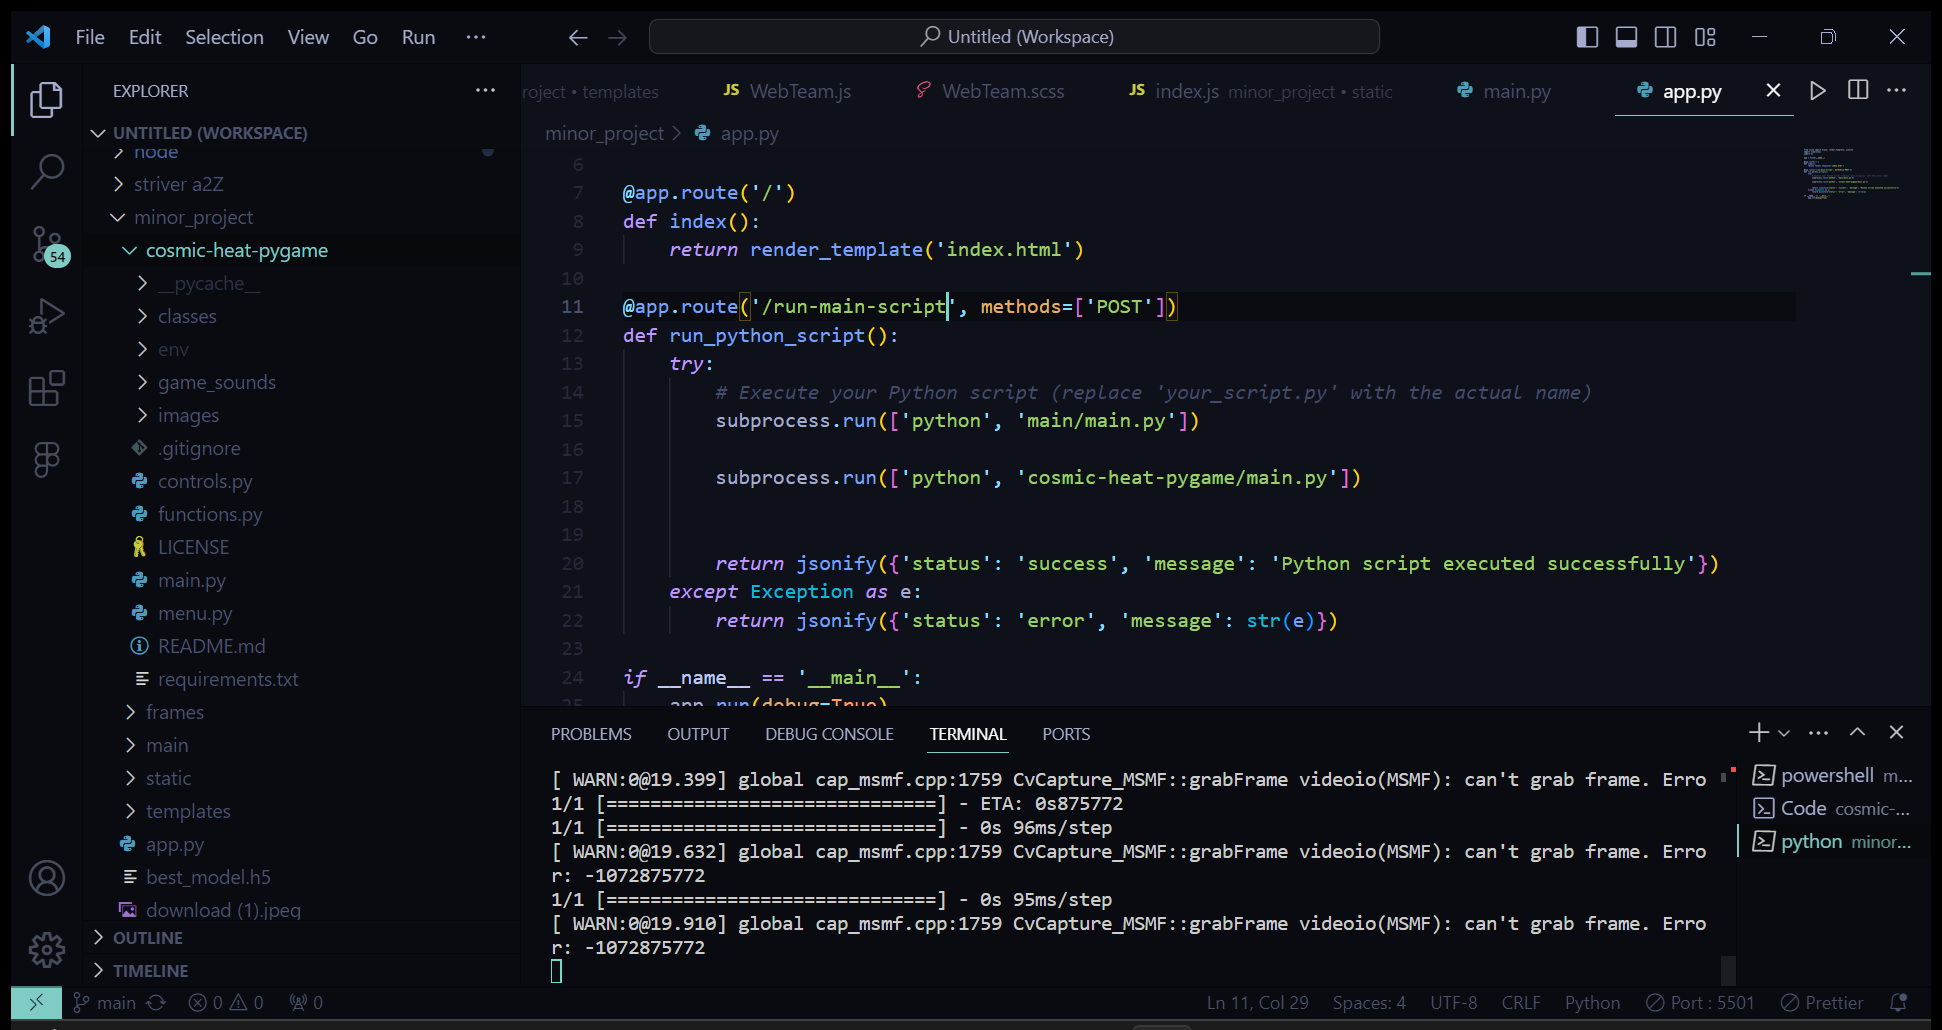 File Edit Selection View Go Run ···
Untitled (Workspace)
EXPLORER
UNTITLED (WORKSPACE)
node
striver a2Z
minor_project
cosmic-heat-pygame
__pycache__
classes
env
game_sounds
images
.gitignore
controls.py
functions.py
LICENSE
main.py
menu.py
README.md
requirements.txt
frames
main
static
templates
app.py
best_model.h5
download (1).jpeg
OUTLINE
TIMELINE
54
roject • templates
JS WebTeam.js
WebTeam.scss
JS index.js minor_project • static
main.py
app.py
minor_project > app.py
6
7 @app.route('/')
8 def index():
9 return render_template('index.html')
10
11 @app.route('/run-main-script', methods=['POST'])
12 def run_python_script():
13 try:
14 # Execute your Python script (replace 'your_script.py' with the actual name)
15 subprocess.run(['python', 'main/main.py'])
16
17 subprocess.run(['python', 'cosmic-heat-pygame/main.py'])
18
19
20 return jsonify({'status': 'success', 'message': 'Python script executed successfully'})
21 except Exception as e:
22 return jsonify({'status': 'error', 'message': str(e)})
23
24 if __name__ == '__main__':
25 app.run(debug=True)
PROBLEMS OUTPUT DEBUG CONSOLE TERMINAL PORTS
[ WARN:0@19.399] global cap_msmf.cpp:1759 CvCapture_MSMF::grabFrame videoio(MSMF): can't grab frame. Erro
1/1 [==============================] - ETA: 0s875772
1/1 [==============================] - 0s 96ms/step
[ WARN:0@19.632] global cap_msmf.cpp:1759 CvCapture_MSMF::grabFrame videoio(MSMF): can't grab frame. Erro
r: -1072875772
1/1 [==============================] - 0s 95ms/step
[ WARN:0@19.910] global cap_msmf.cpp:1759 CvCapture_MSMF::grabFrame videoio(MSMF): can't grab frame. Erro
r: -1072875772
powershell m...
Code cosmic-...
python minor...
main 0 0 0
Ln 11, Col 29 Spaces: 4 UTF-8 CRLF Python Port : 5501 Prettier